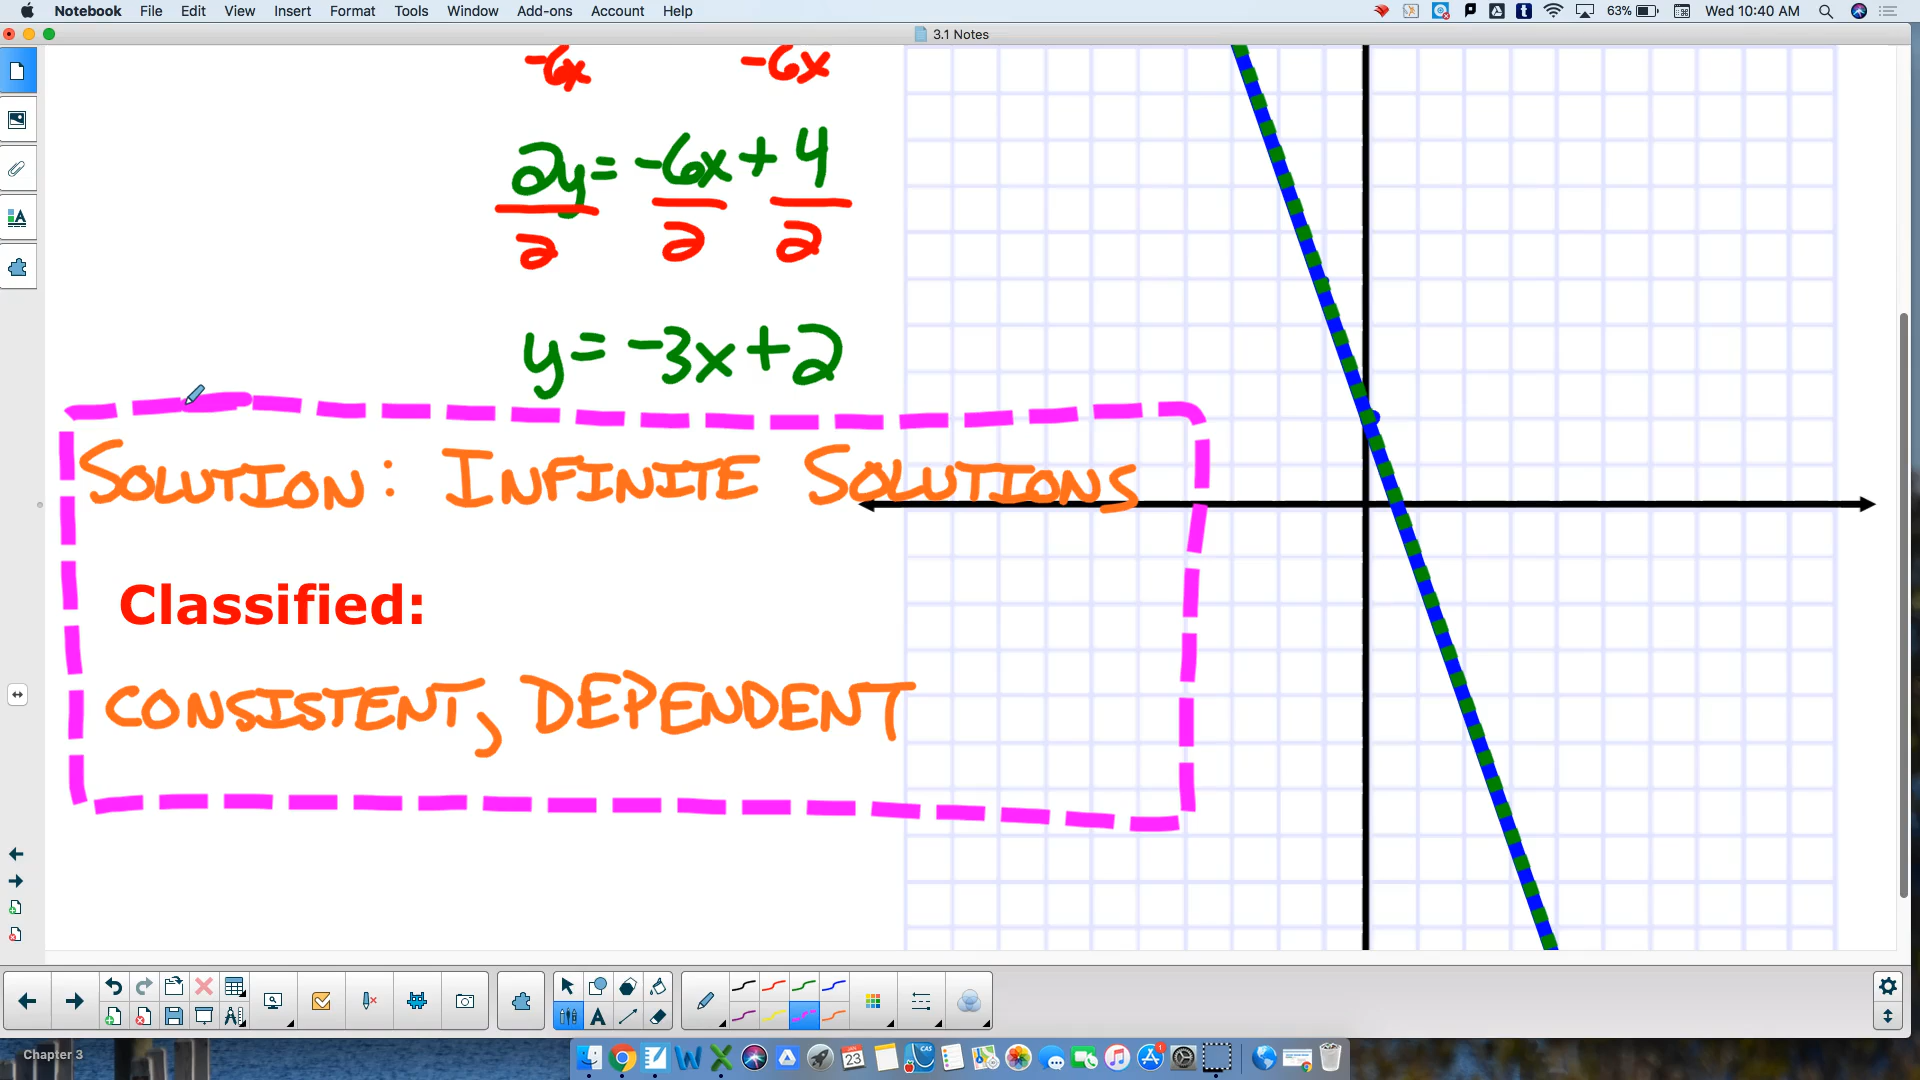 Notebook File Edit View Insert Format Tools Window Add-ons Account Help 63% Wed 10:40 AM
3.1 Notes
-6x -6x
2y = -6x + 4
2 2 2
y = -3x + 2
SOLUTION: INFINITE SOLUTIONS
Classified:
CONSISTENT, DEPENDENT
Chapter 3